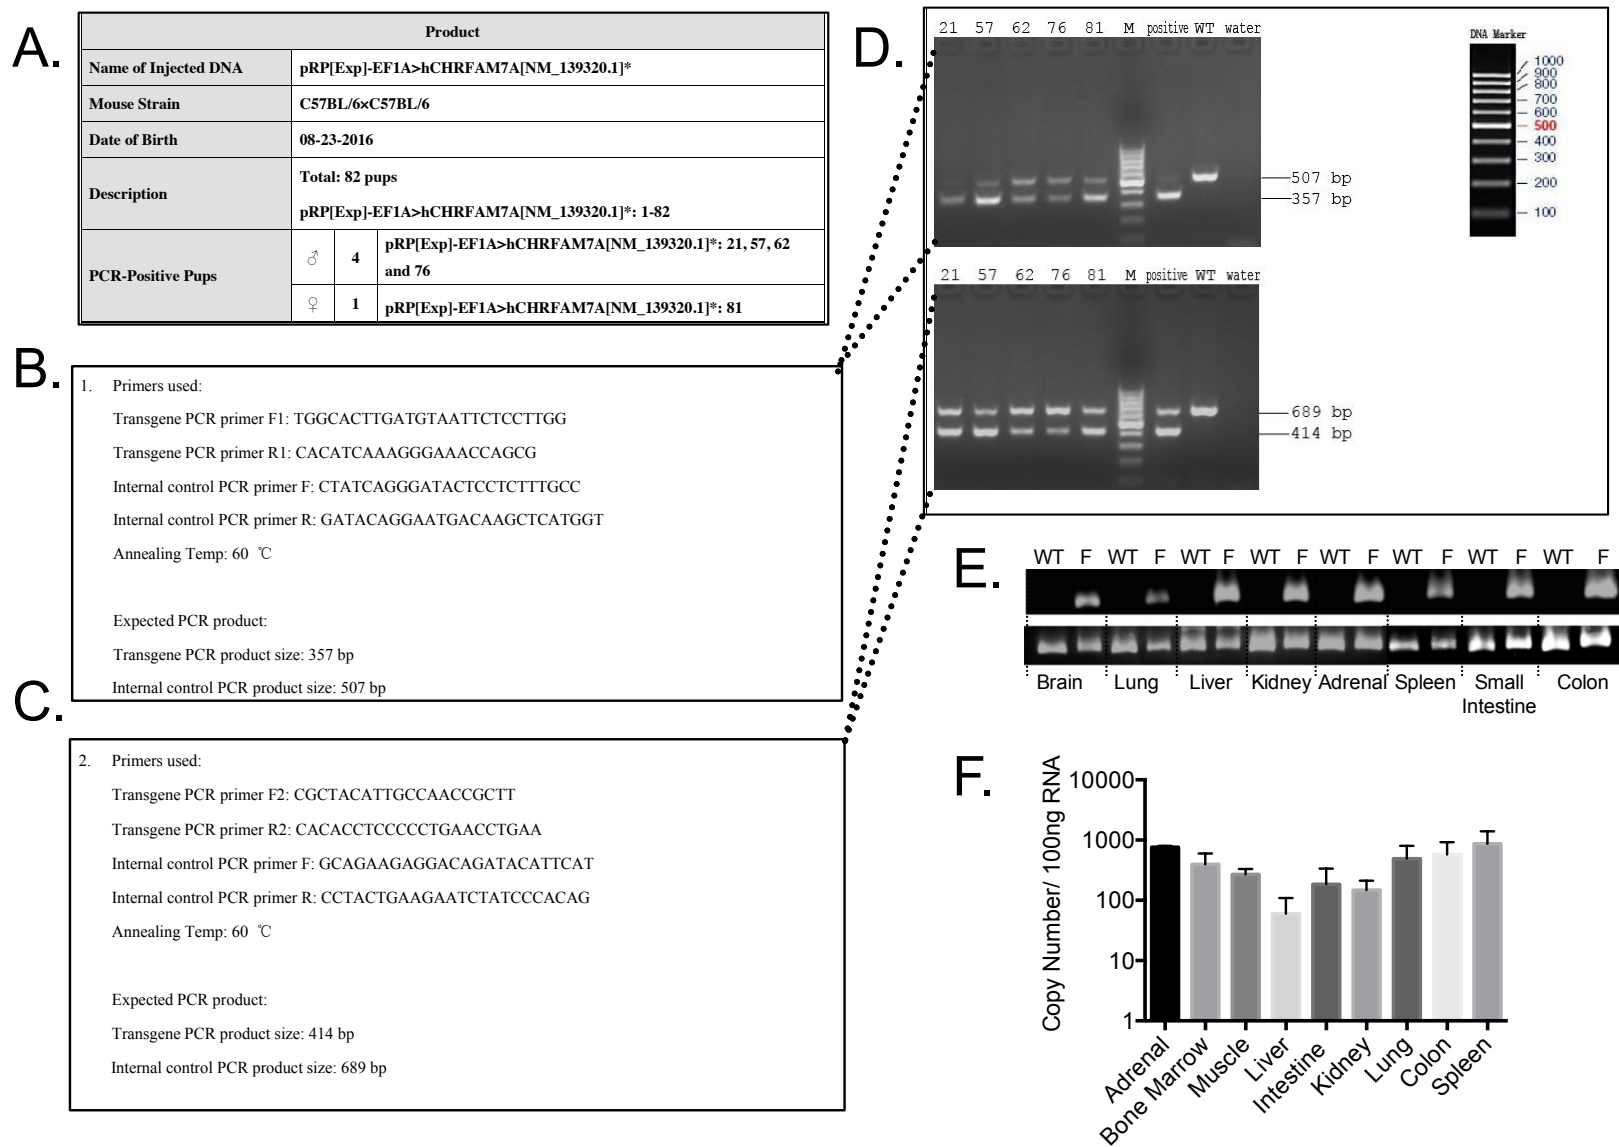 A.
Product
Name of Injected DNA pRP[Exp]-EF1A>hCHRFAM7A[NM_139320.1]*
Mouse Strain C57BL/6×C57BL/6
Date of Birth 08-23-2016
Description
Total: 82 pups
pRP[Exp]-EF1A>hCHRFAM7A[NM_139320.1]*: 1-82
PCR-Positive Pups
♂ 4 pRP[Exp]-EF1A>hCHRFAM7A[NM_139320.1]*: 21, 57, 62
and 76
♀ 1 pRP[Exp]-EF1A>hCHRFAM7A[NM_139320.1]*: 81
B.
1. Primers used:
Transgene PCR primer F1: TGGCACTTGATGTAATTCTCCTTGG
Transgene PCR primer R1: CACATCAAAGGGAAACCAGCG
Internal control PCR primer F: CTATCAGGGATACTCCTCTTTGCC
Internal control PCR primer R: GATACAGGAATGACAAGCTCATGGT
Annealing Temp: 60 ℃
Expected PCR product:
Transgene PCR product size: 357 bp
Internal control PCR product size: 507 bp
C.
2. Primers used:
Transgene PCR primer F2: CGCTACATTGCCAACCGCTT
Transgene PCR primer R2: CACACCTCCCCCTGAACCTGAA
Internal control PCR primer F: GCAGAAGAGGACAGATACATTCAT
Internal control PCR primer R: CCTACTGAAGAATCTATCCCACAG
Annealing Temp: 60 ℃
Expected PCR product:
Transgene PCR product size: 414 bp
Internal control PCR product size: 689 bp
D.
21 57 62 76 81 M positive WT water
507 bp
357 bp
21 57 62 76 81 M positive WT water
689 bp
414 bp
DNA Marker
1000
900
800
700
600
500
400
300
200
100
E.
WT F WT F WT F WT F WT F WT F WT F WT F
Brain Lung Liver Kidney Adrenal Spleen Small Colon
Intestine
F.
Copy Number/ 100ng RNA
10000
1000
100
10
1
Adrenal
Bone Marrow
Muscle
Liver
Intestine
Kidney
Lung
Colon
Spleen